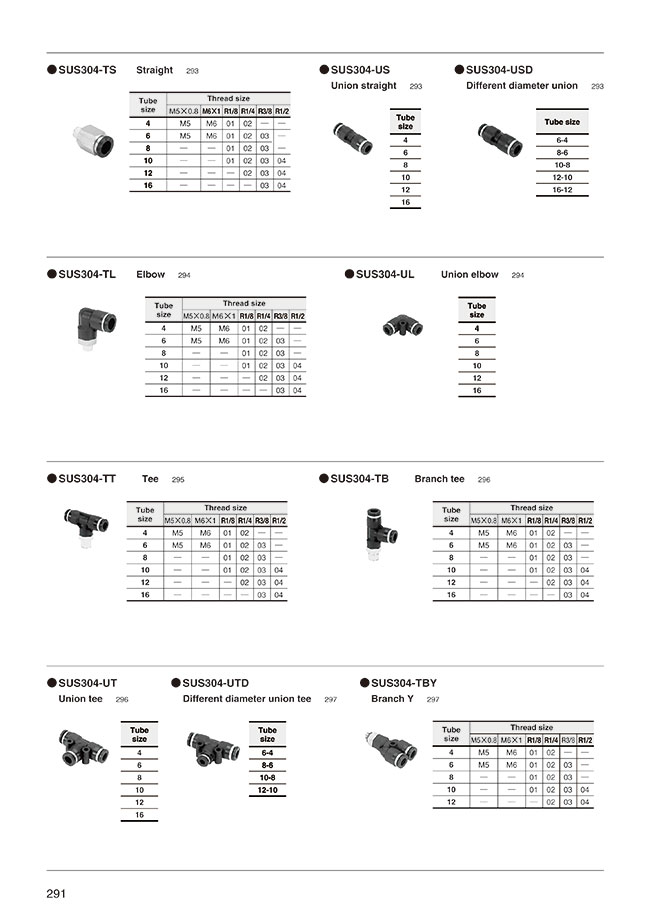 ●SUS304-TS Straight 293
Tube size Thread size
M5×0.8 M6×1 R1/8 R1/4 R3/8 R1/2
4 M5 M6 01 02 — —
6 M5 M6 01 02 03 —
8 — — 01 02 03 —
10 — — 01 02 03 04
12 — — — 02 03 04
16 — — — — 03 04
●SUS304-US
Union straight 293
Tube
size
4
6
8
10
12
16
●SUS304-USD
Different diameter union 293
Tube size
6-4
8-6
10-8
12-10
16-12
●SUS304-TL Elbow 294
Tube size Thread size
M5×0.8 M6×1 R1/8 R1/4 R3/8 R1/2
4 M5 M6 01 02 — —
6 M5 M6 01 02 03 —
8 — — 01 02 03 —
10 — — 01 02 03 04
12 — — — 02 03 04
16 — — — — 03 04
●SUS304-UL Union elbow 294
Tube
size
4
6
8
10
12
16
●SUS304-TT Tee 295
Tube size Thread size
M5×0.8 M6×1 R1/8 R1/4 R3/8 R1/2
4 M5 M6 01 02 — —
6 M5 M6 01 02 03 —
8 — — 01 02 03 —
10 — — 01 02 03 04
12 — — — 02 03 04
16 — — — — 03 04
●SUS304-TB Branch tee 296
Tube size Thread size
M5×0.8 M6×1 R1/8 R1/4 R3/8 R1/2
4 M5 M6 01 02 — —
6 M5 M6 01 02 03 —
8 — — 01 02 03 —
10 — — 01 02 03 04
12 — — — 02 03 04
16 — — — — 03 04
●SUS304-UT
Union tee 296
Tube
size
4
6
8
10
12
16
●SUS304-UTD
Different diameter union tee 297
Tube
size
6-4
8-6
10-8
12-10
●SUS304-TBY
Branch Y 297
Tube size Thread size
M5×0.8 M6×1 R1/8 R1/4 R3/8 R1/2
4 M5 M6 01 02 — —
6 M5 M6 01 02 03 —
8 — — 01 02 03 —
10 — — 01 02 03 04
12 — — — 02 03 04
291